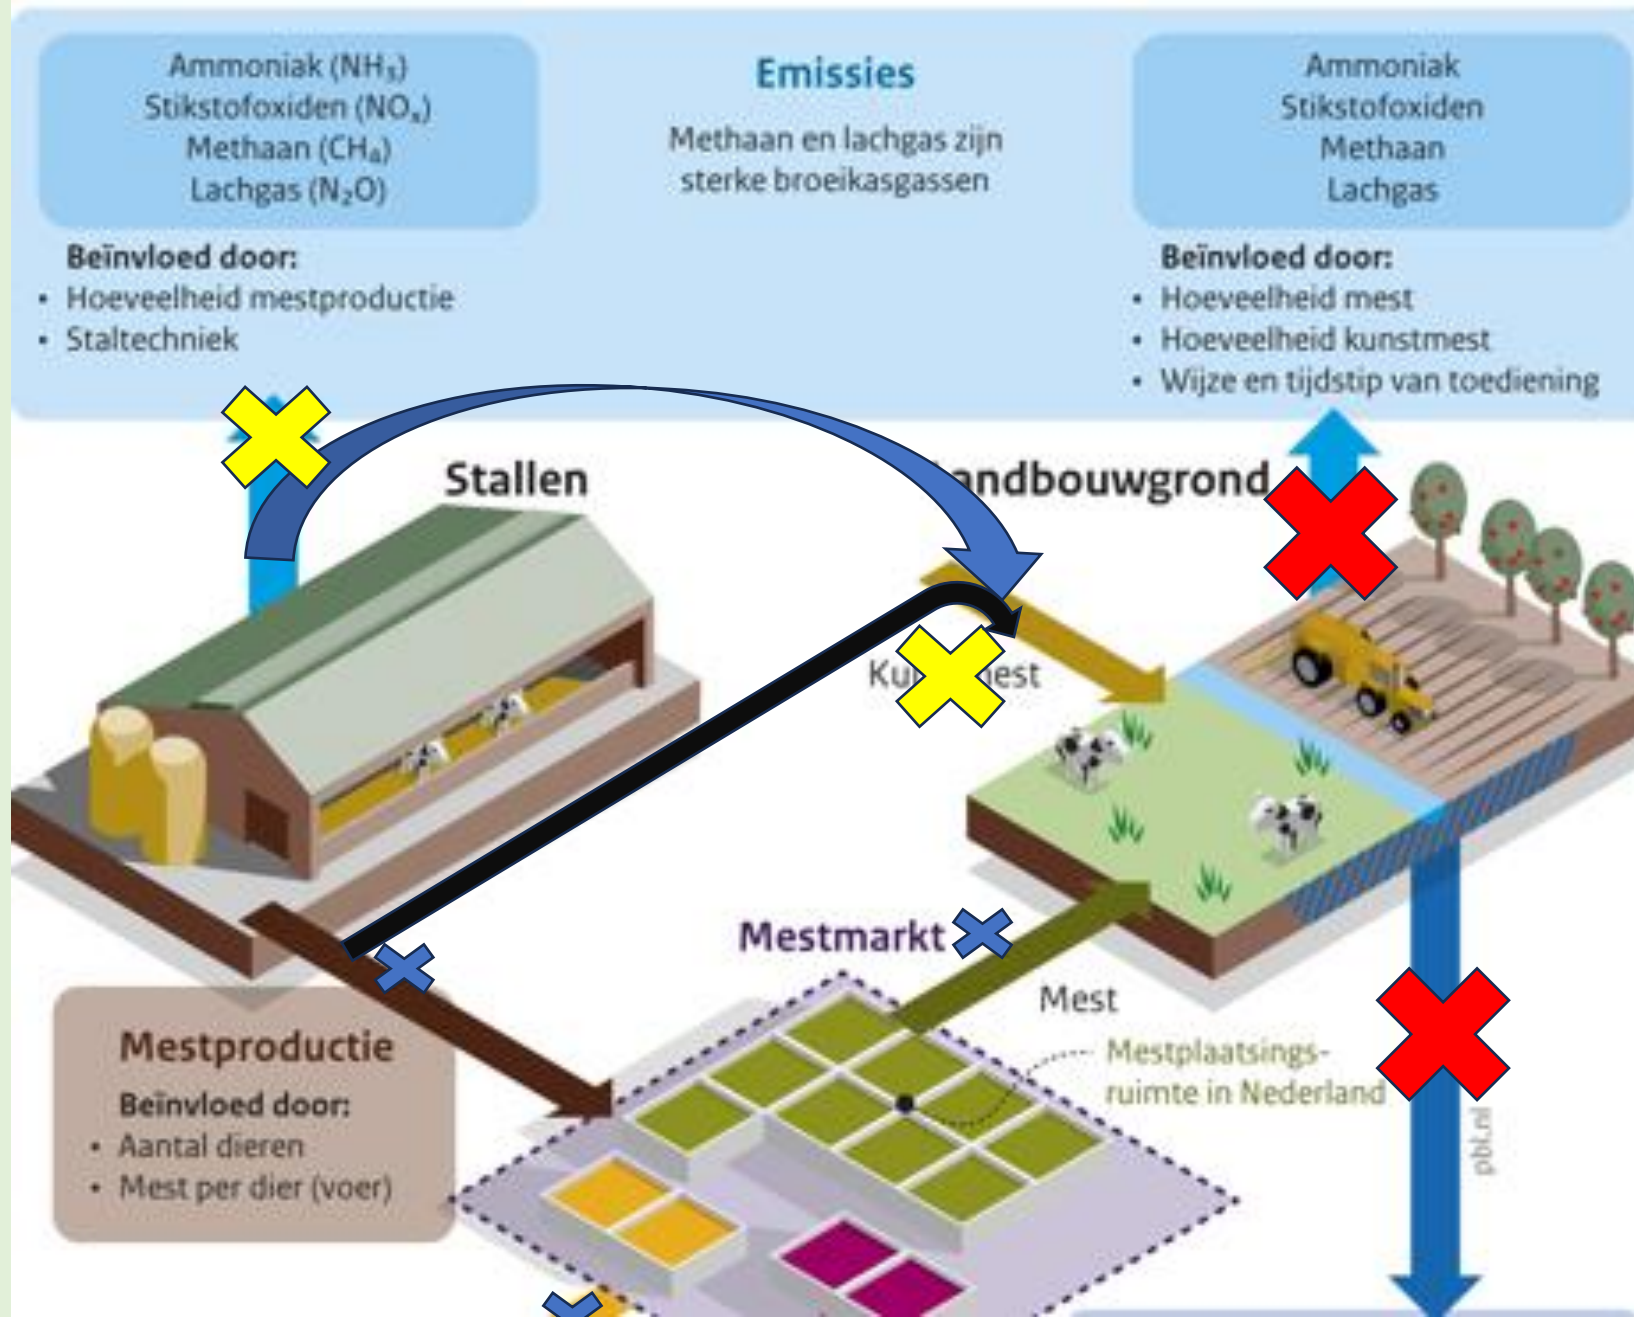 Ammoniak (NH₃)
Stikstofoxiden (NOₓ)
Methaan (CH₄)
Lachgas (N₂O)
Beïnvloed door:
• Hoeveelheid mestproductie
• Staltechniek
Emissies
Methaan en lachgas zijn
sterke broeikasgassen
Ammoniak
Stikstofoxiden
Methaan
Lachgas
Beïnvloed door:
• Hoeveelheid mest
• Hoeveelheid kunstmest
• Wijze en tijdstip van toediening
Stallen
andbouwgrond
Mestmarkt
Mest
Mestplaatsings-
ruimte in Nederland
Mestproductie
Beïnvloed door:
• Aantal dieren
• Mest per dier (voer)
pbl.nl